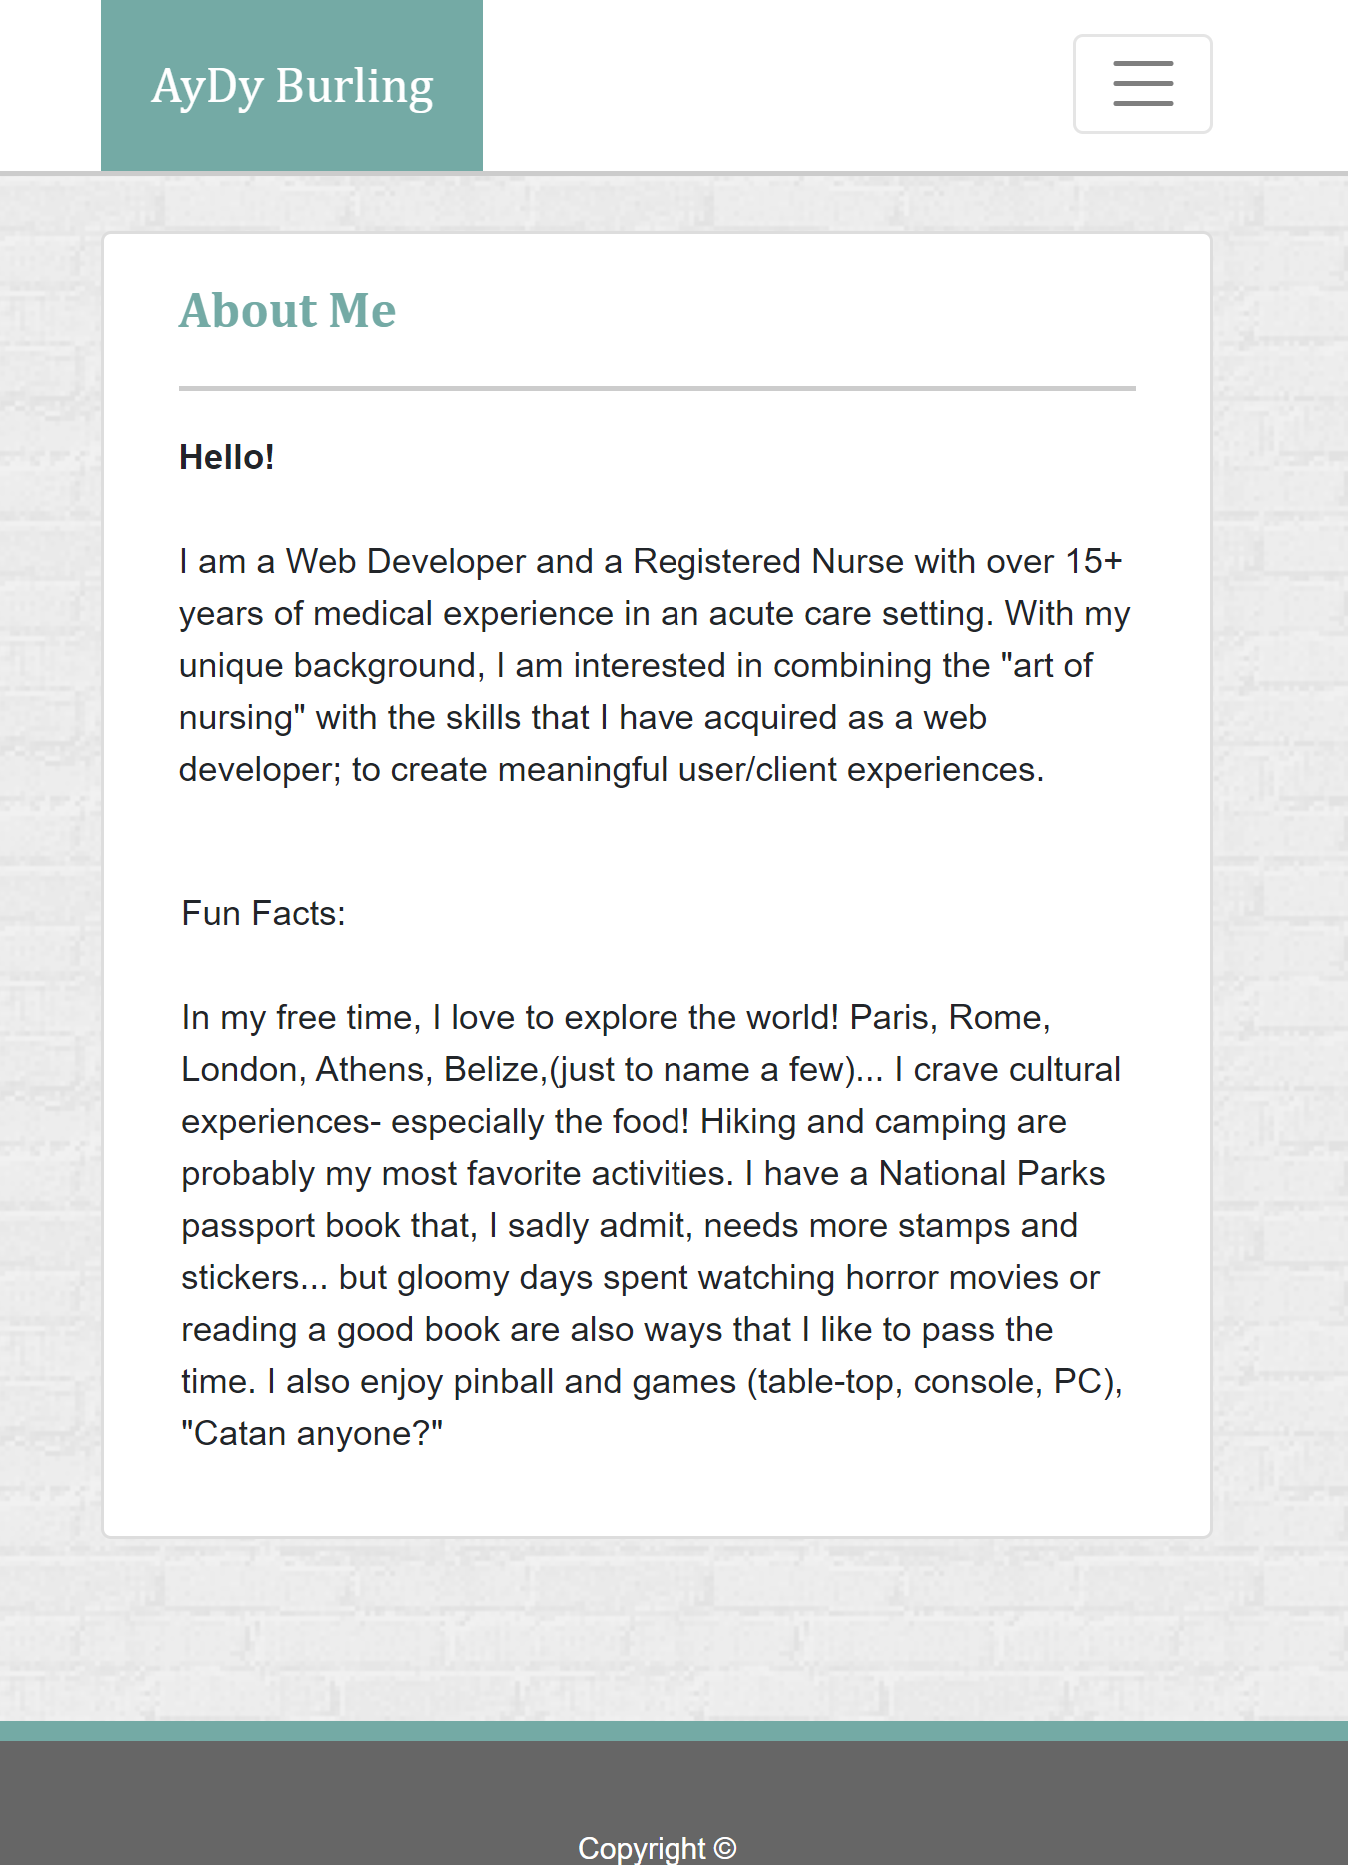 AyDy Burling
About Me
Hello!
I am a Web Developer and a Registered Nurse with over 15+
years of medical experience in an acute care setting. With my
unique background, I am interested in combining the "art of
nursing" with the skills that I have acquired as a web
developer; to create meaningful user/client experiences.
Fun Facts:
In my free time, I love to explore the world! Paris, Rome,
London, Athens, Belize,(just to name a few)... I crave cultural
experiences- especially the food! Hiking and camping are
probably my most favorite activities. I have a National Parks
passport book that, I sadly admit, needs more stamps and
stickers... but gloomy days spent watching horror movies or
reading a good book are also ways that I like to pass the
time. I also enjoy pinball and games (table-top, console, PC),
"Catan anyone?"
Copyright ©